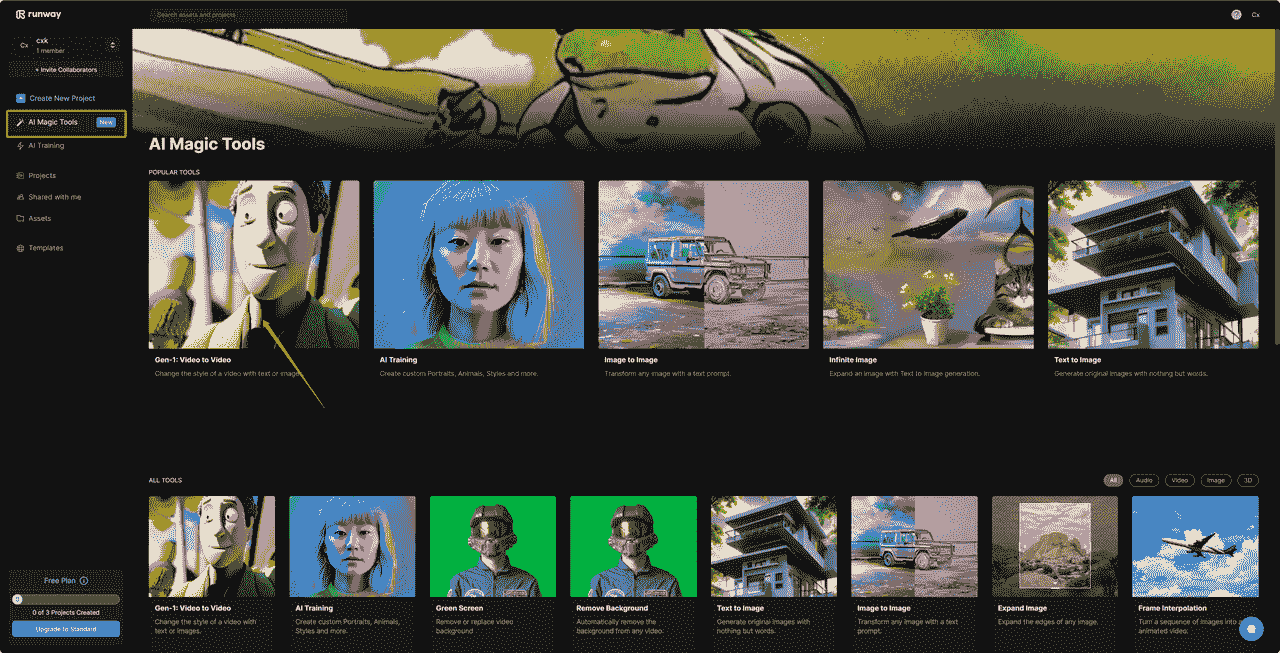 runway
Search assets and projects
Cx
Cx
cxk
1 member
+ Invite Collaborators
Create New Project
AI Magic Tools
New
AI Training
Projects
Shared with me
Assets
Templates
Free Plan
0
0 of 3 Projects Created
Upgrade to Standard
AI Magic Tools
POPULAR TOOLS
Gen-1: Video to Video
Change the style of a video with text or images.
AI Training
Create custom Portraits, Animals, Styles and more.
Image to Image
Transform any image with a text prompt.
Infinite Image
Expand an image with Text to Image generation.
Text to Image
Generate original images with nothing but words.
ALL TOOLS
All
Audio
Video
Image
3D
Gen-1: Video to Video
Change the style of a video with
text or images.
AI Training
Create custom Portraits, Animals,
Styles and more.
Green Screen
Remove or replace video
background
Remove Background
Automatically remove the
background from any video.
Text to Image
Generate original images with
nothing but words.
Image to Image
Transform any image with a text
prompt.
Expand Image
Expand the edges of any image.
Frame Interpolation
Turn a sequence of images into a
animated video.